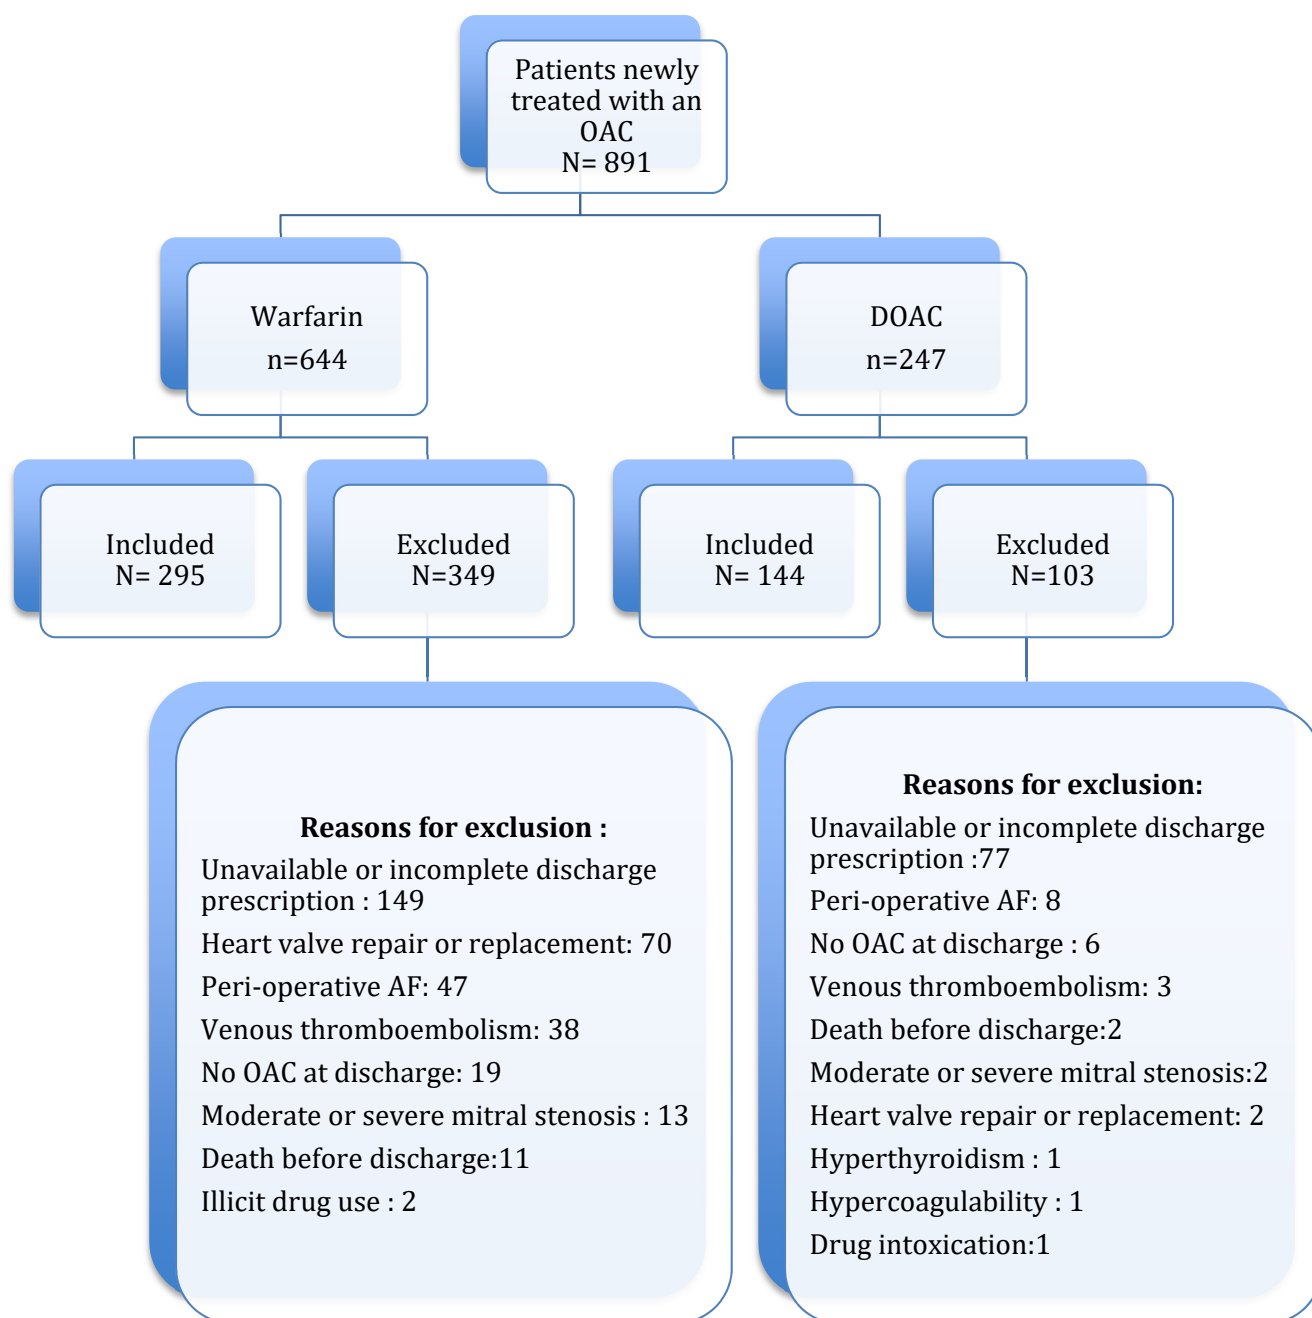 Patients newly
treated with an
OAC
N= 891
Warfarin
n=644
DOAC
n=247
Included
N= 295
Excluded
N=349
Included
N= 144
Excluded
N=103
Reasons for exclusion :
Unavailable or incomplete discharge
prescription : 149
Heart valve repair or replacement: 70
Peri-operative AF: 47
Venous thromboembolism: 38
No OAC at discharge: 19
Moderate or severe mitral stenosis : 13
Death before discharge:11
Illicit drug use : 2
Reasons for exclusion:
Unavailable or incomplete discharge
prescription :77
Peri-operative AF: 8
No OAC at discharge : 6
Venous thromboembolism: 3
Death before discharge:2
Moderate or severe mitral stenosis:2
Heart valve repair or replacement: 2
Hyperthyroidism : 1
Hypercoagulability : 1
Drug intoxication:1